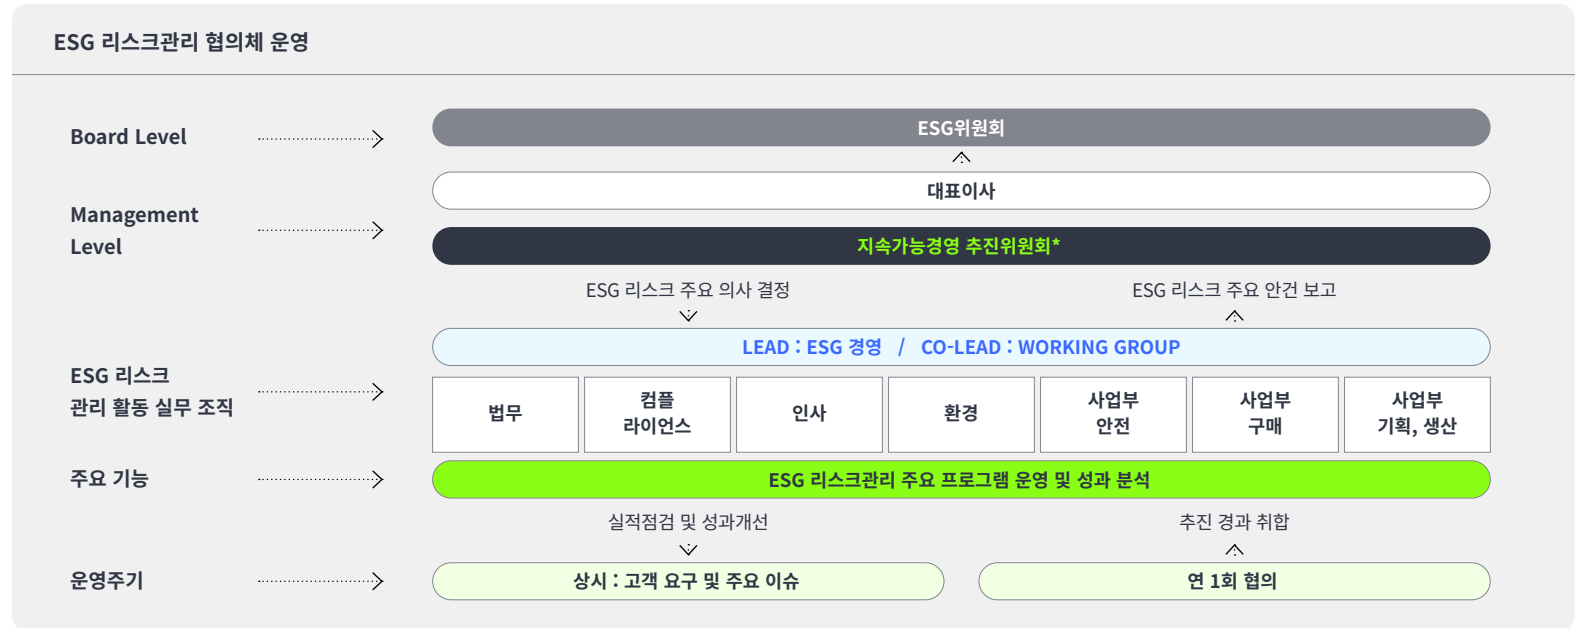 ESG 리스크관리 협의체 운영
Board Level
ESG위원회
Management
Level
대표이사
지속가능경영 추진위원회*
ESG 리스크 주요 의사 결정
ESG 리스크 주요 안건 보고
ESG 리스크
관리 활동 실무 조직
LEAD : ESG 경영 / CO-LEAD : WORKING GROUP
법무
컴플
라이언스
인사
환경
사업부
안전
사업부
구매
사업부
기획, 생산
주요 기능
ESG 리스크관리 주요 프로그램 운영 및 성과 분석
실적점검 및 성과개선
추진 경과 취합
운영주기
상시 : 고객 요구 및 주요 이슈
연 1회 협의